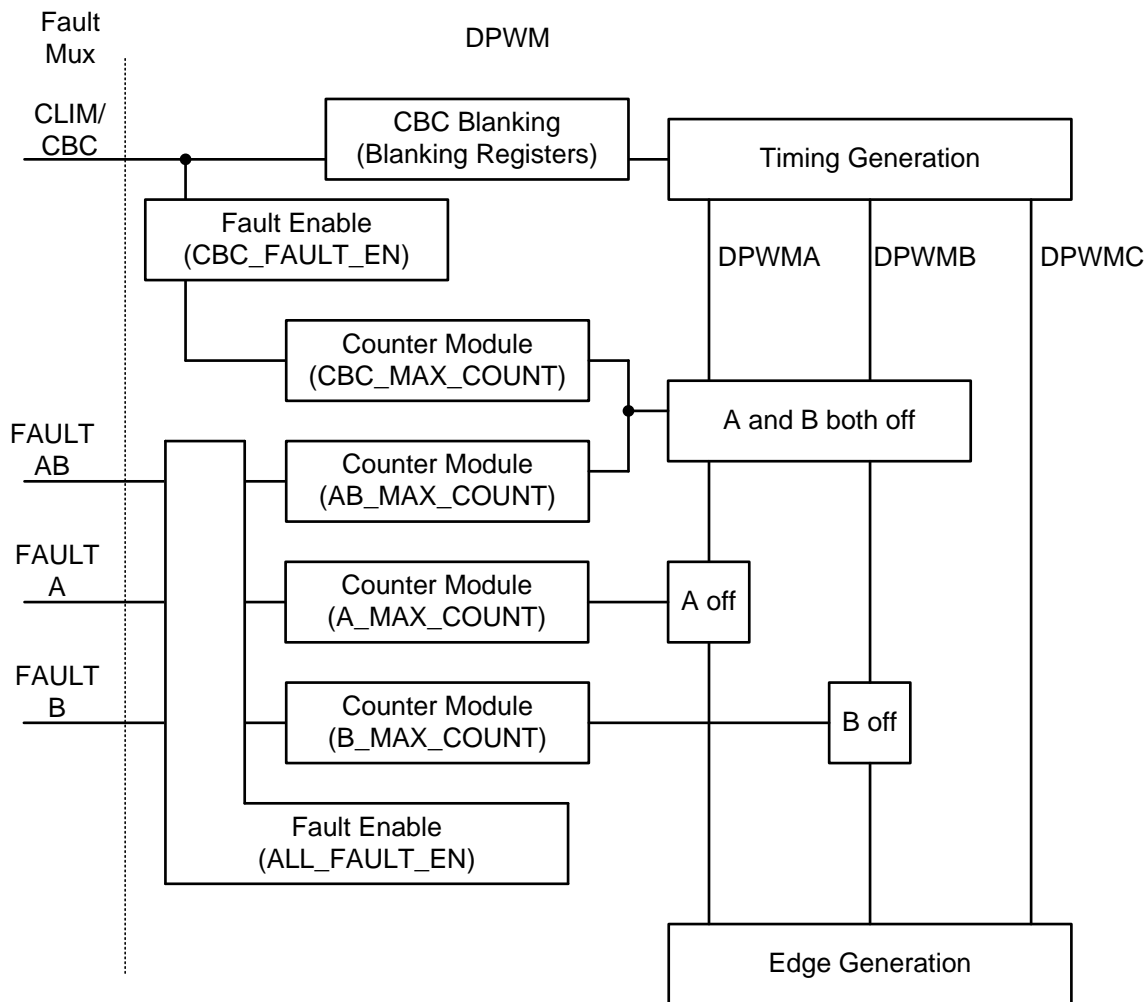 Fault
Mux
DPWM
CLIM/
CBC
CBC Blanking
(Blanking Registers)
Timing Generation
Fault Enable
(CBC_FAULT_EN)
DPWMA
DPWMB
DPWMC
Counter Module
(CBC_MAX_COUNT)
A and B both off
FAULT
AB
Counter Module
(AB_MAX_COUNT)
FAULT
A
Counter Module
(A_MAX_COUNT)
A off
FAULT
B
Counter Module
(B_MAX_COUNT)
B off
Fault Enable
(ALL_FAULT_EN)
Edge Generation